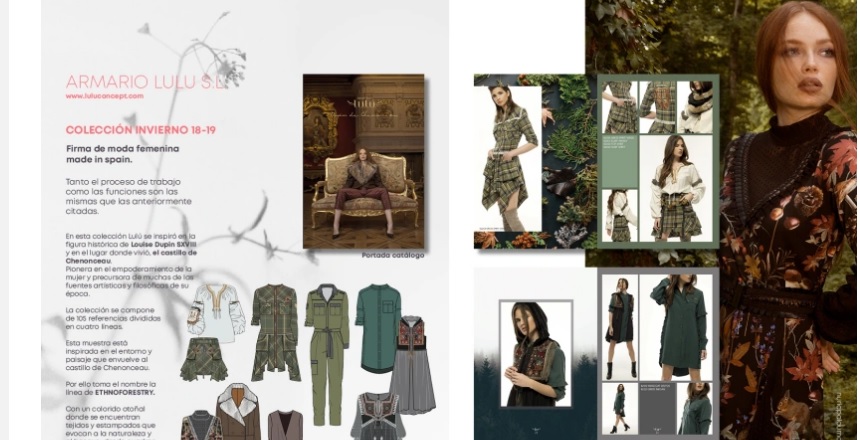 ARMARIO LULU S.L
www.luluconcept.com
COLECCIÓN INVIERNO 18-19
Firma de moda femenina
made in spain.
Tanto el proceso de trabajo
como las funciones son las
mismas que las anteriormente
citadas.
En esta colección Lulú se inspiró en la
figura histórica de Louise Dupin SXVIII
y en el lugar donde vivió, el castillo de
Chenonceau.
Pionera en el empoderamiento de la
mujer y precursora de muchas de las
fuentes artísticas y filosóficas de su
época.
La colección se compone
de 105 referencias divididas
en cuatro líneas.
Esta muestra está
inspirada en el entorno y
paisaje que envuelve al
castillo de Chenonceau.
Por ello toma el nombre la
línea de ETHNOFORESTRY.
Con un colorido otoñal
dónde se encuentran
tejidos y estampados que
evocan a la naturaleza y
Portada catálogo